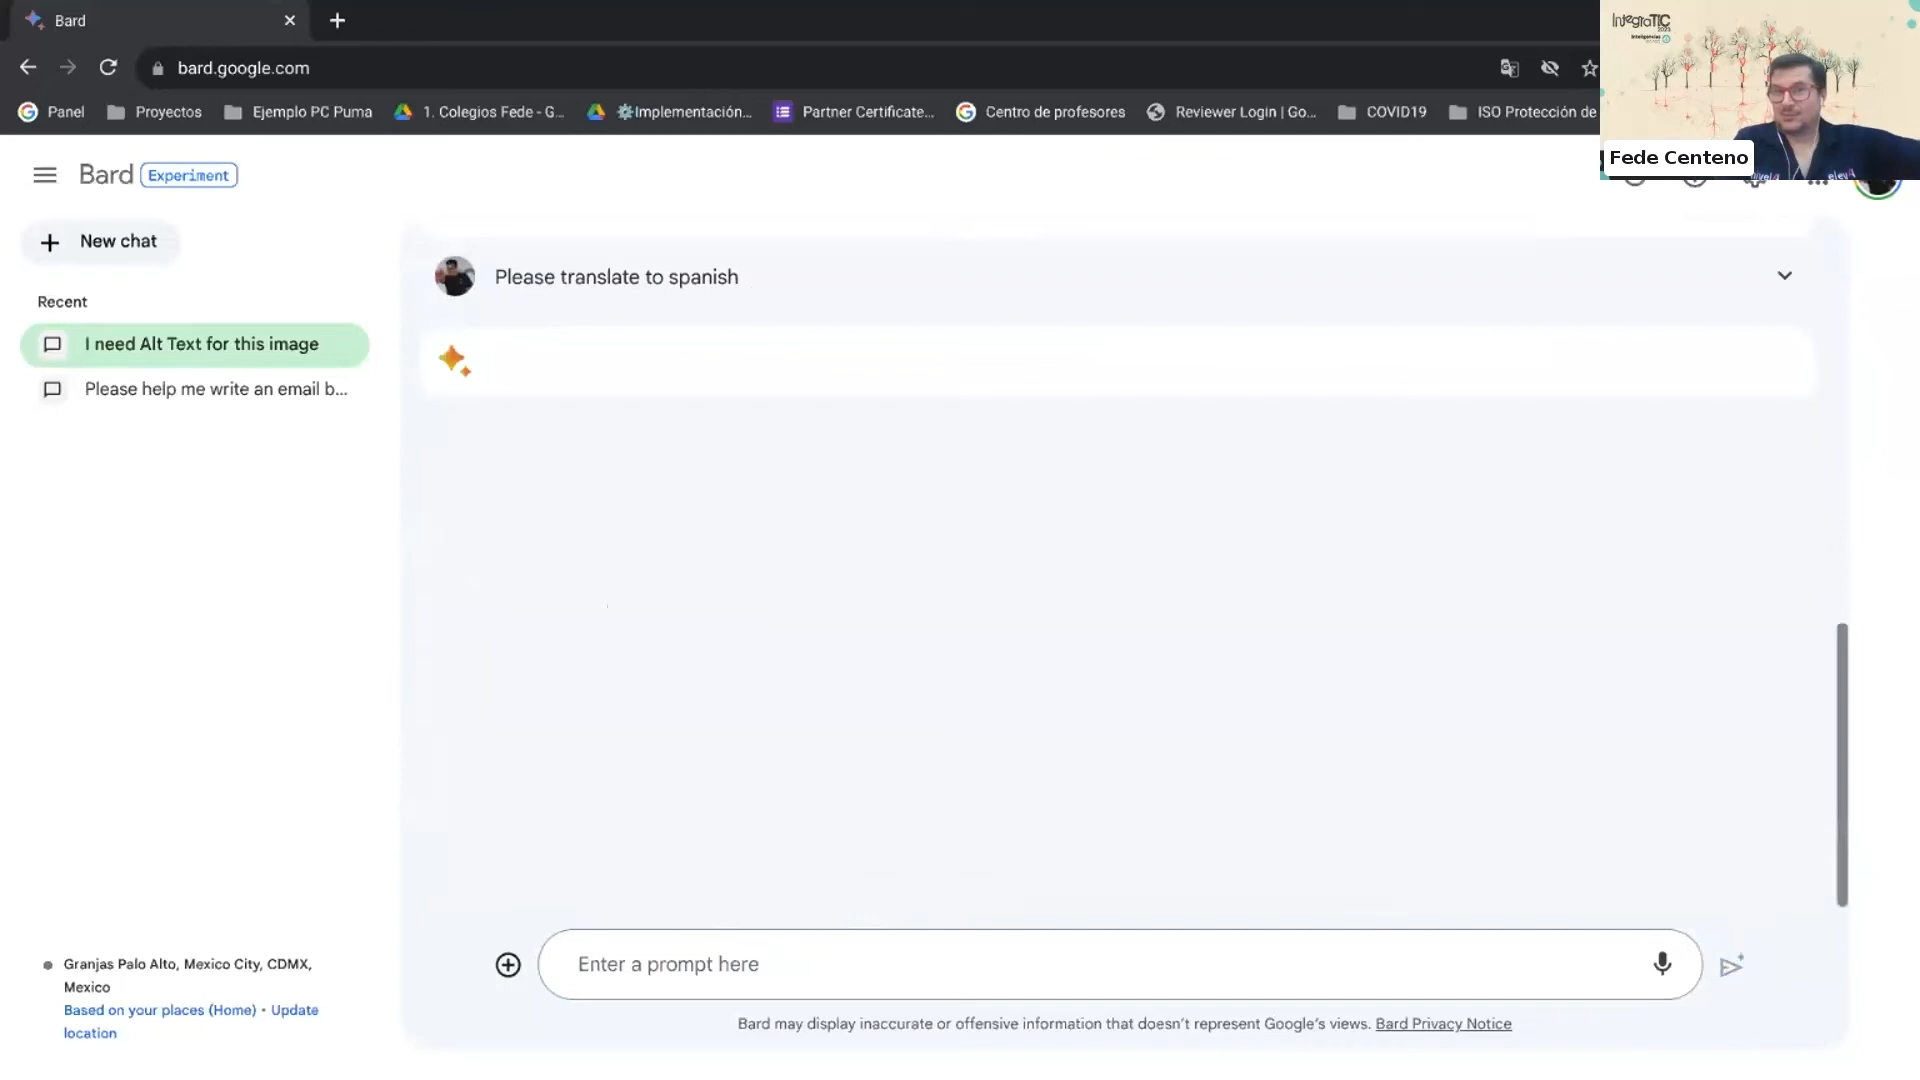 Bard
bard.google.com
Panel
Proyectos
Ejemplo PC Puma
1. Colegios Fede - G...
Implementación...
Partner Certificate...
Centro de profesores
Reviewer Login | Go...
COVID19
ISO Protección de
IntegraTIC
2023
Fede Centeno
nivel
elev
Bard
Experiment
New chat
Recent
I need Alt Text for this image
Please help me write an email b...
Please translate to spanish
Granjas Palo Alto, Mexico City, CDMX,
Mexico
Based on your places (Home) • Update
location
Enter a prompt here
Bard may display inaccurate or offensive information that doesn't represent Google's views. Bard Privacy Notice